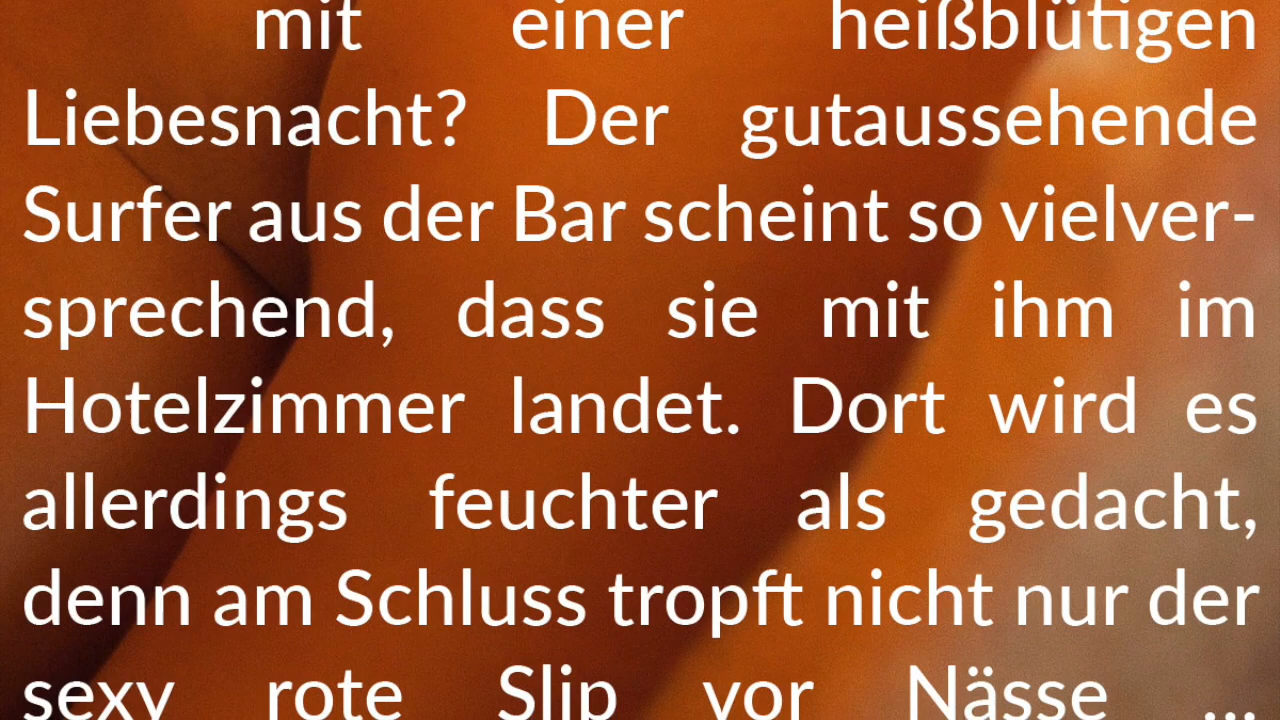 mit einer heißblütigen
Liebesnacht? Der gutaussehende
Surfer aus der Bar scheint so vielver-
sprechend, dass sie mit ihm im
Hotelzimmer landet. Dort wird es
allerdings feuchter als gedacht,
denn am Schluss tropft nicht nur der
sexy rote Slip vor Nässe ...